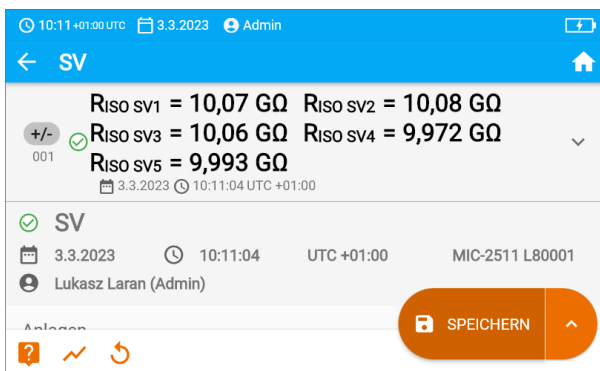 10:11 +01:00 UTC 3.3.2023 Admin
SV
RISO SV1 = 10,07 GΩ RISO SV2 = 10,08 GΩ
+/- RISO SV3 = 10,06 GΩ RISO SV4 = 9,972 GΩ
001
RISO SV5 = 9,993 GΩ
3.3.2023 10:11:04 UTC +01:00
SV
3.3.2023 10:11:04 UTC +01:00 MIC-2511 L80001
Lukasz Laran (Admin)
Anlagen
SPEICHERN
?